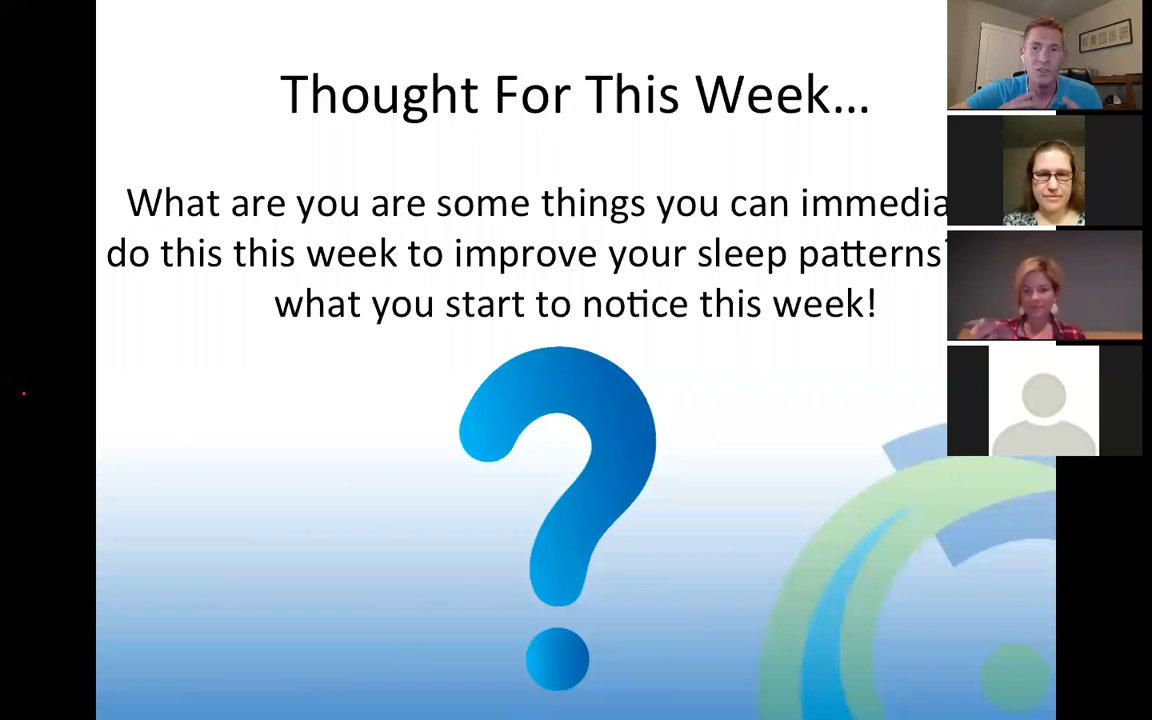 Thought For This Week...
What are you are some things you can immedia
do this this week to improve your sleep patterns?
what you start to notice this week!